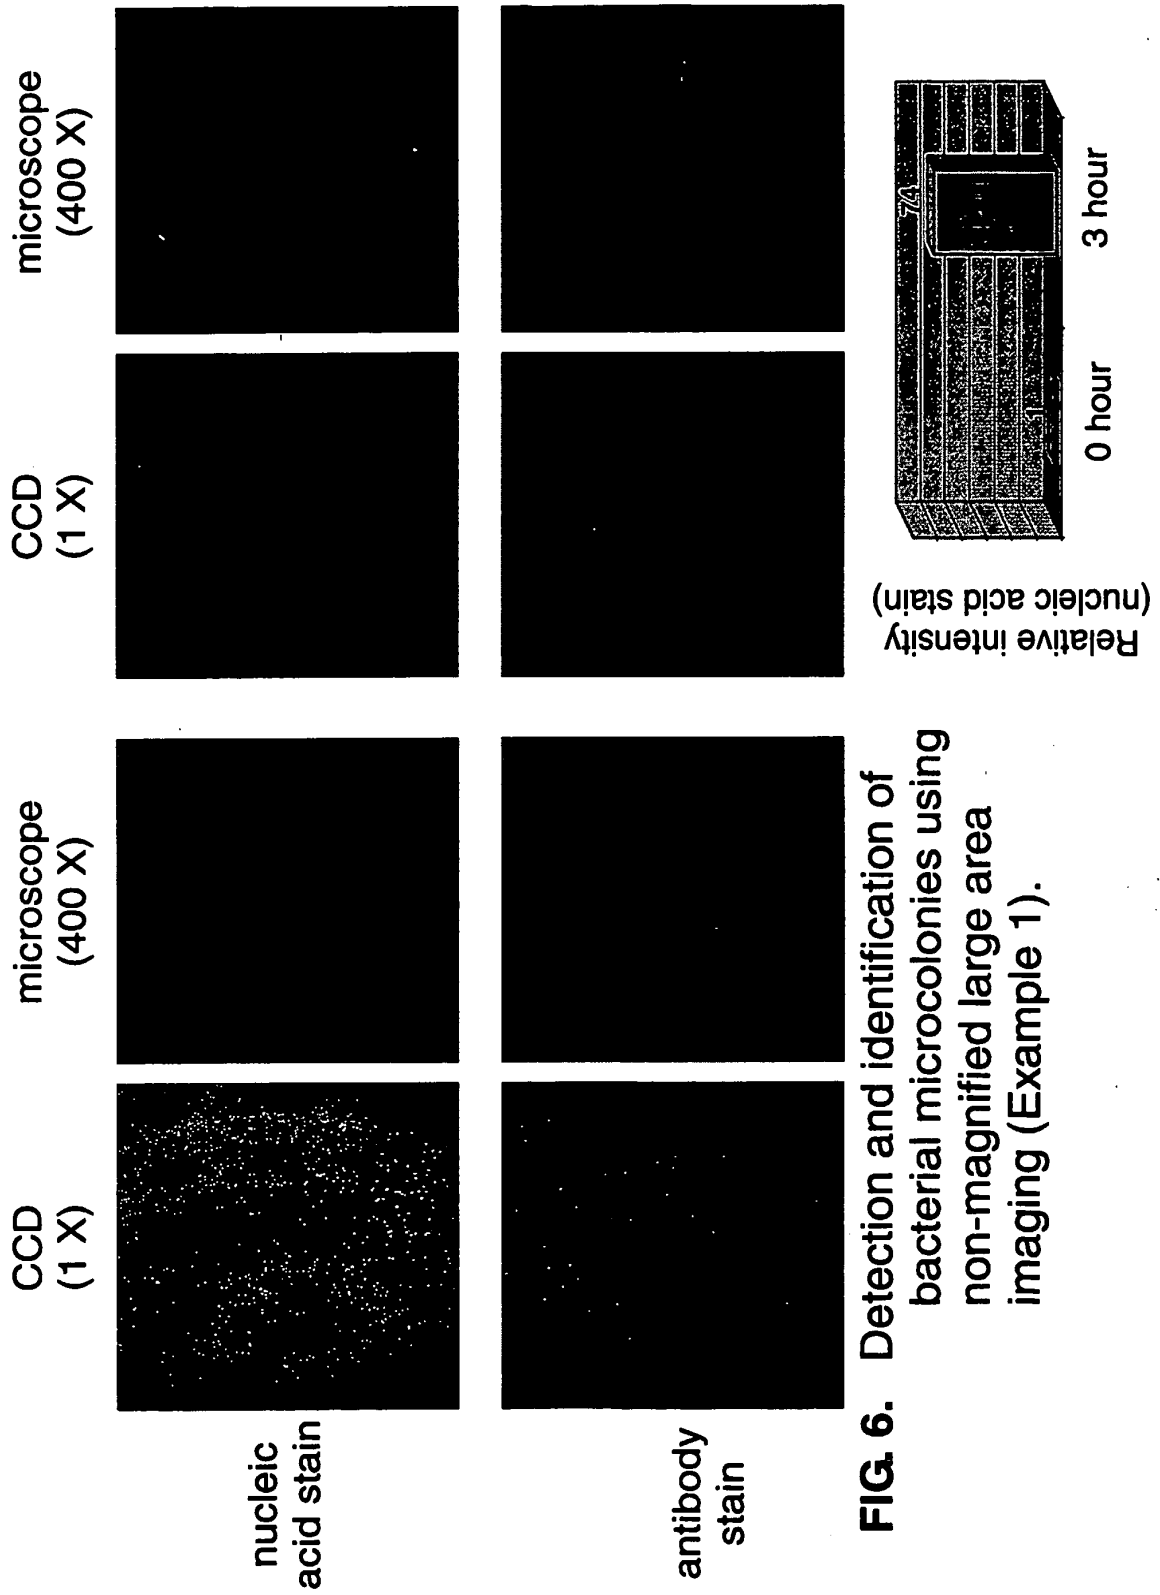 CCD
(1 X)
microscope
(400 X)
CCD
(1 X)
microscope
(400 X)
nucleic
acid stain
antibody
stain
FIG. 6. Detection and identification of
bacterial microcolonies using
non-magnified large area
imaging (Example 1).
Relative intensity
(nucleic acid stain)
74
1
0 hour
3 hour